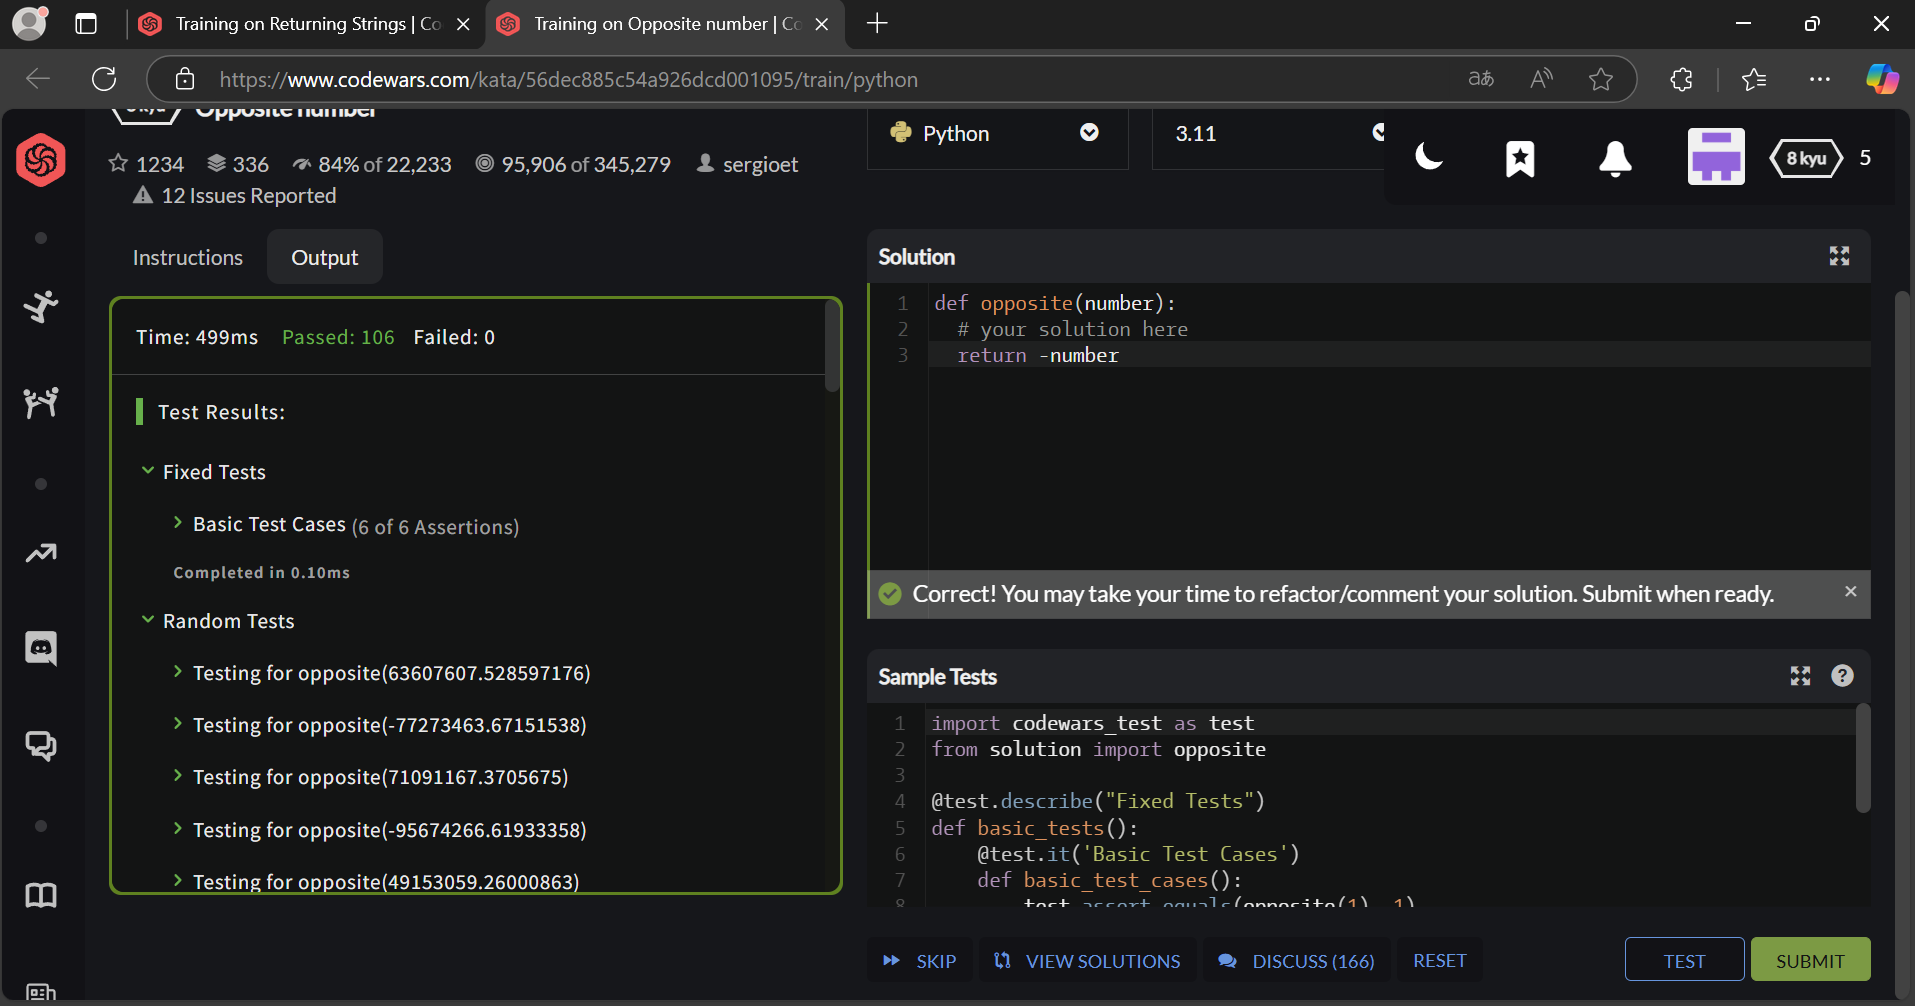 Training on Returning Strings | Co
Training on Opposite number | Co
https://www.codewars.com/kata/56dec885c54a926dcd001095/train/python
Opposite number
1234 336 84% of 22,233 95,906 of 345,279 sergioet
12 Issues Reported
Python
3.11
8 kyu 5
Instructions Output
Time: 499ms Passed: 106 Failed: 0
Test Results:
Fixed Tests
Basic Test Cases (6 of 6 Assertions)
Completed in 0.10ms
Random Tests
Testing for opposite(63607607.528597176)
Testing for opposite(-77273463.67151538)
Testing for opposite(71091167.3705675)
Testing for opposite(-95674266.61933358)
Testing for opposite(49153059.26000863)
Solution
1 def opposite(number):
2 # your solution here
3 return -number
Correct! You may take your time to refactor/comment your solution. Submit when ready.
Sample Tests
1 import codewars_test as test
2 from solution import opposite
3
4 @test.describe("Fixed Tests")
5 def basic_tests():
6 @test.it('Basic Test Cases')
7 def basic_test_cases():
8 test.assert_equals(opposite(1), -1)
SKIP VIEW SOLUTIONS DISCUSS (166) RESET TEST SUBMIT